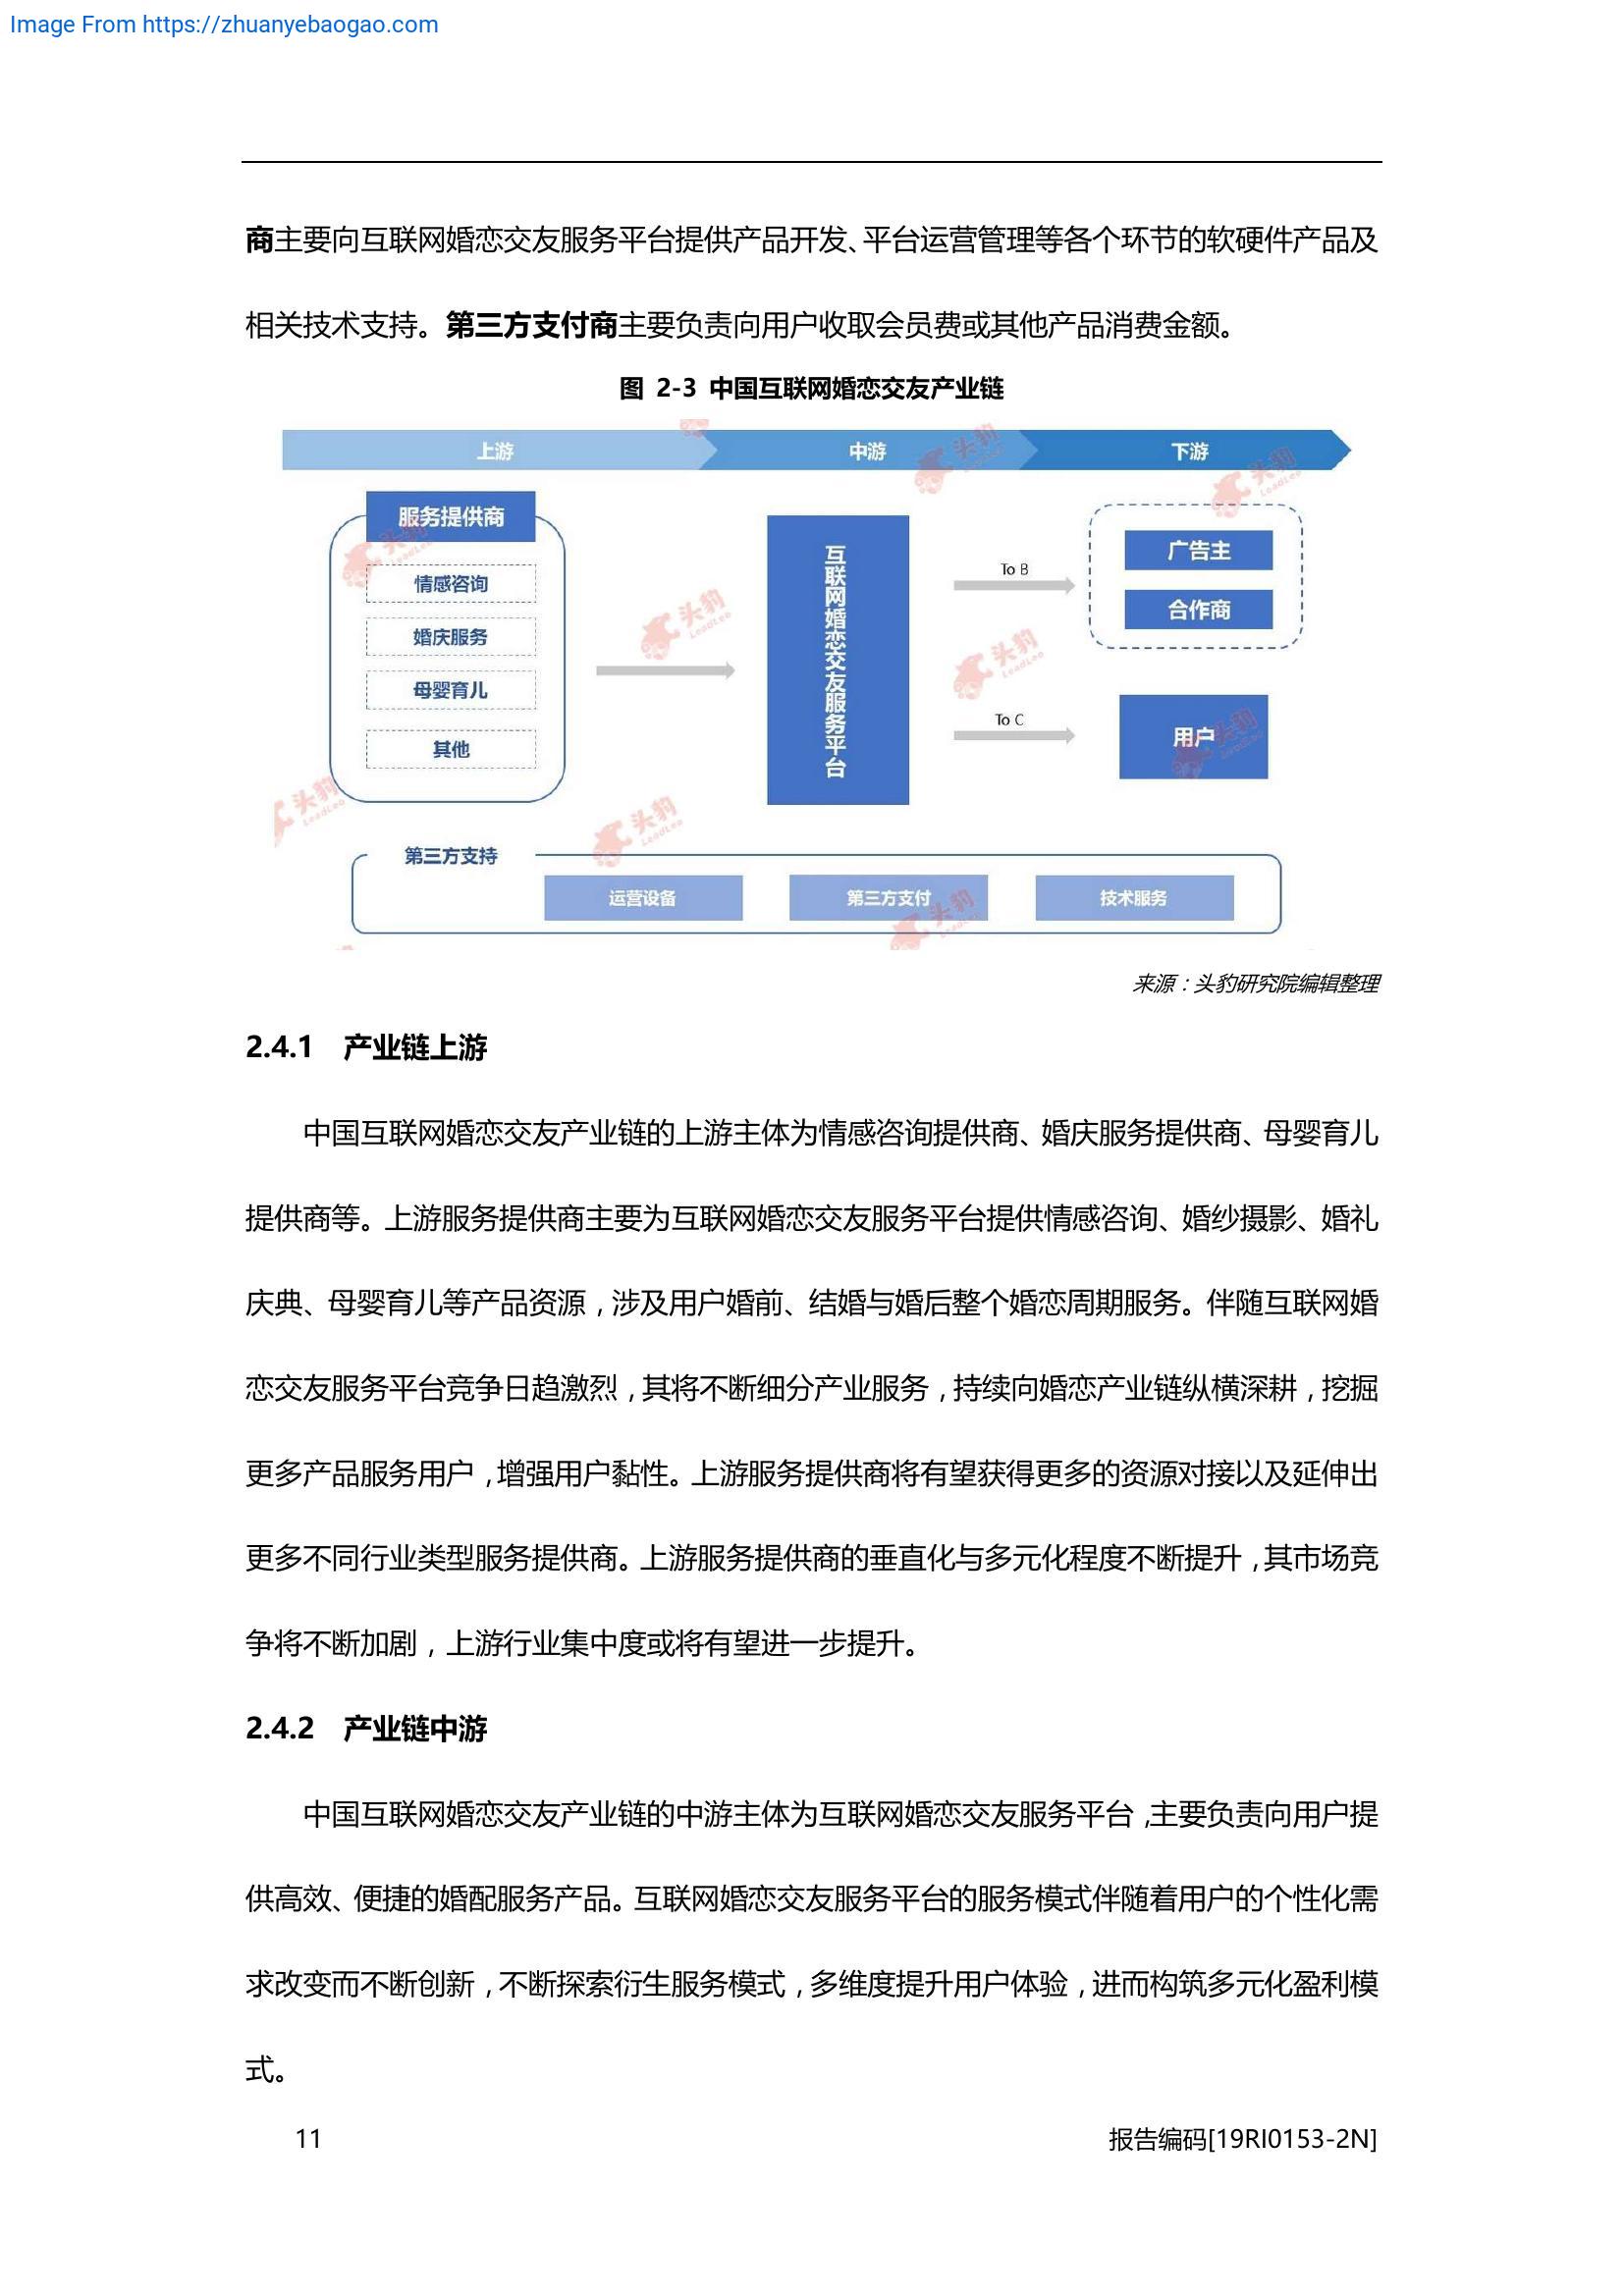 Image From https://zhuanyebaogao.com
商主要向互联网婚恋交友服务平台提供产品开发、平台运营管理等各个环节的软硬件产品及
相关技术支持。第三方支付商主要负责向用户收取会员费或其他产品消费金额。
图 2-3 中国互联网婚恋交友产业链
上游
中游
下游
服务提供商
情感咨询
婚庆服务
母婴育儿
其他
互联网婚恋交友服务平台
To B
广告主
合作商
To C
用户
第三方支持
运营设备
第三方支付
技术服务
头豹
LeadLeo
来源：头豹研究院编辑整理
2.4.1 产业链上游
中国互联网婚恋交友产业链的上游主体为情感咨询提供商、婚庆服务提供商、母婴育儿
提供商等。上游服务提供商主要为互联网婚恋交友服务平台提供情感咨询、婚纱摄影、婚礼
庆典、母婴育儿等产品资源，涉及用户婚前、结婚与婚后整个婚恋周期服务。伴随互联网婚
恋交友服务平台竞争日趋激烈，其将不断细分产业服务，持续向婚恋产业链纵横深耕，挖掘
更多产品服务用户，增强用户黏性。上游服务提供商将有望获得更多的资源对接以及延伸出
更多不同行业类型服务提供商。上游服务提供商的垂直化与多元化程度不断提升，其市场竞
争将不断加剧，上游行业集中度或将有望进一步提升。
2.4.2 产业链中游
中国互联网婚恋交友产业链的中游主体为互联网婚恋交友服务平台，主要负责向用户提
供高效、便捷的婚配服务产品。互联网婚恋交友服务平台的服务模式伴随着用户的个性化需
求改变而不断创新，不断探索衍生服务模式，多维度提升用户体验，进而构筑多元化盈利模
式。
11
报告编码[19RI0153-2N]